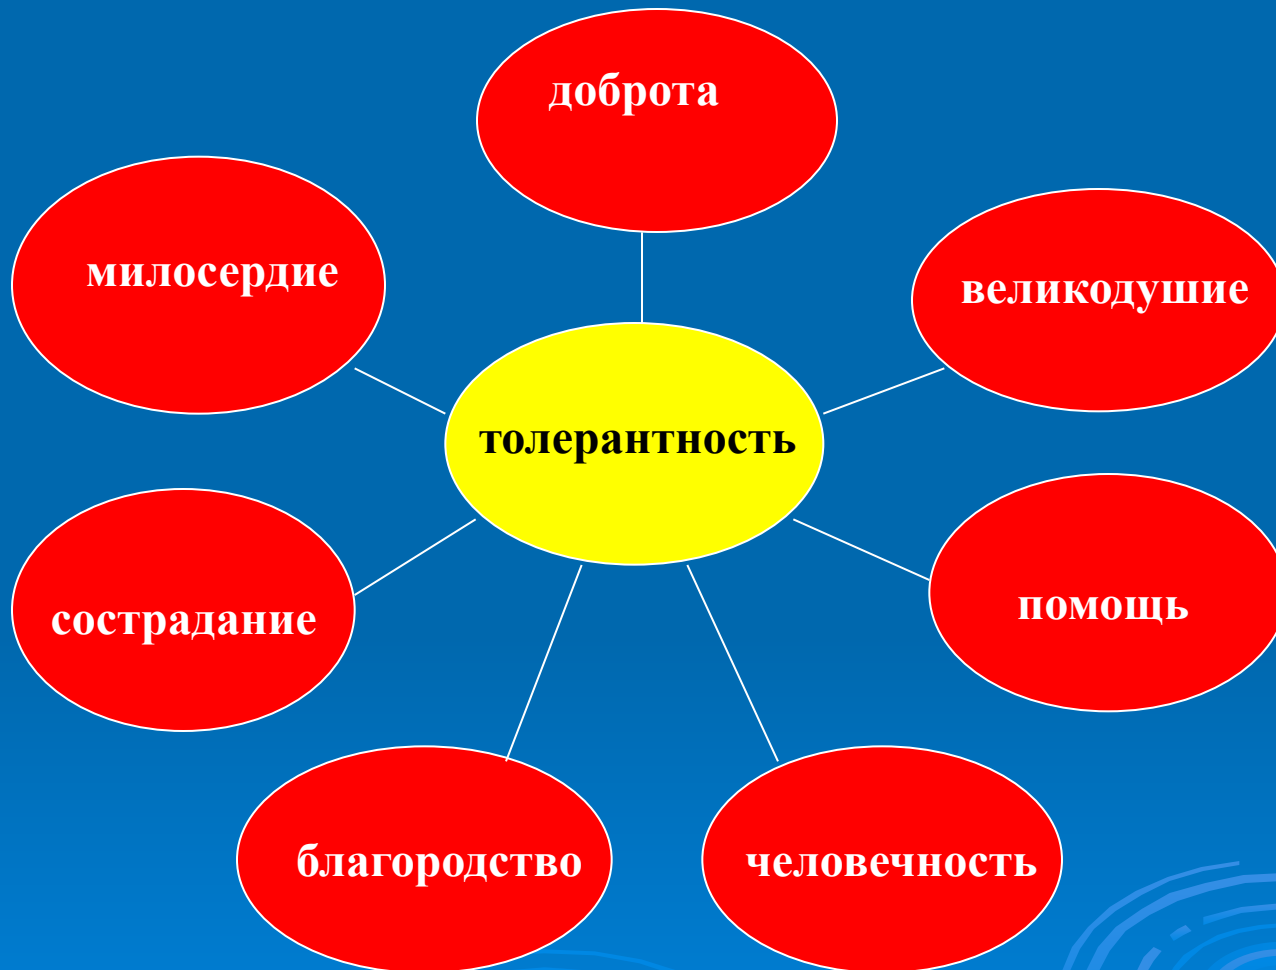 доброта
милосердие
великодушие
толерантность
сострадание
помощь
благородство
человечность